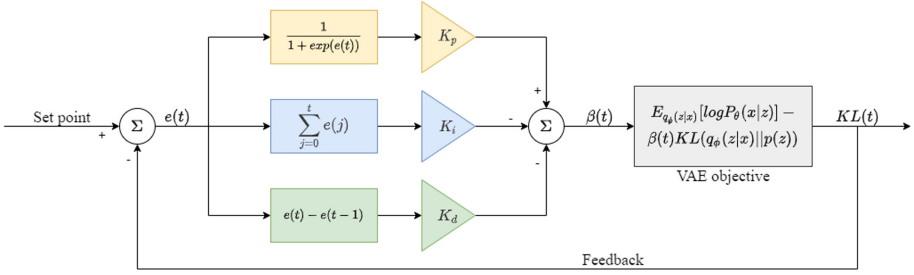 Set point
+
-
Σ
e(t)
1
1 + exp(e(t))
K_p
t
∑ e(j)
j=0
K_i
e(t) − e(t−1)
K_d
+
-
-
Σ
β(t)
E_{q_ϕ(z|x)}[logP_θ(x|z)] −
β(t)KL(q_ϕ(z|x)||p(z))
VAE objective
KL(t)
Feedback